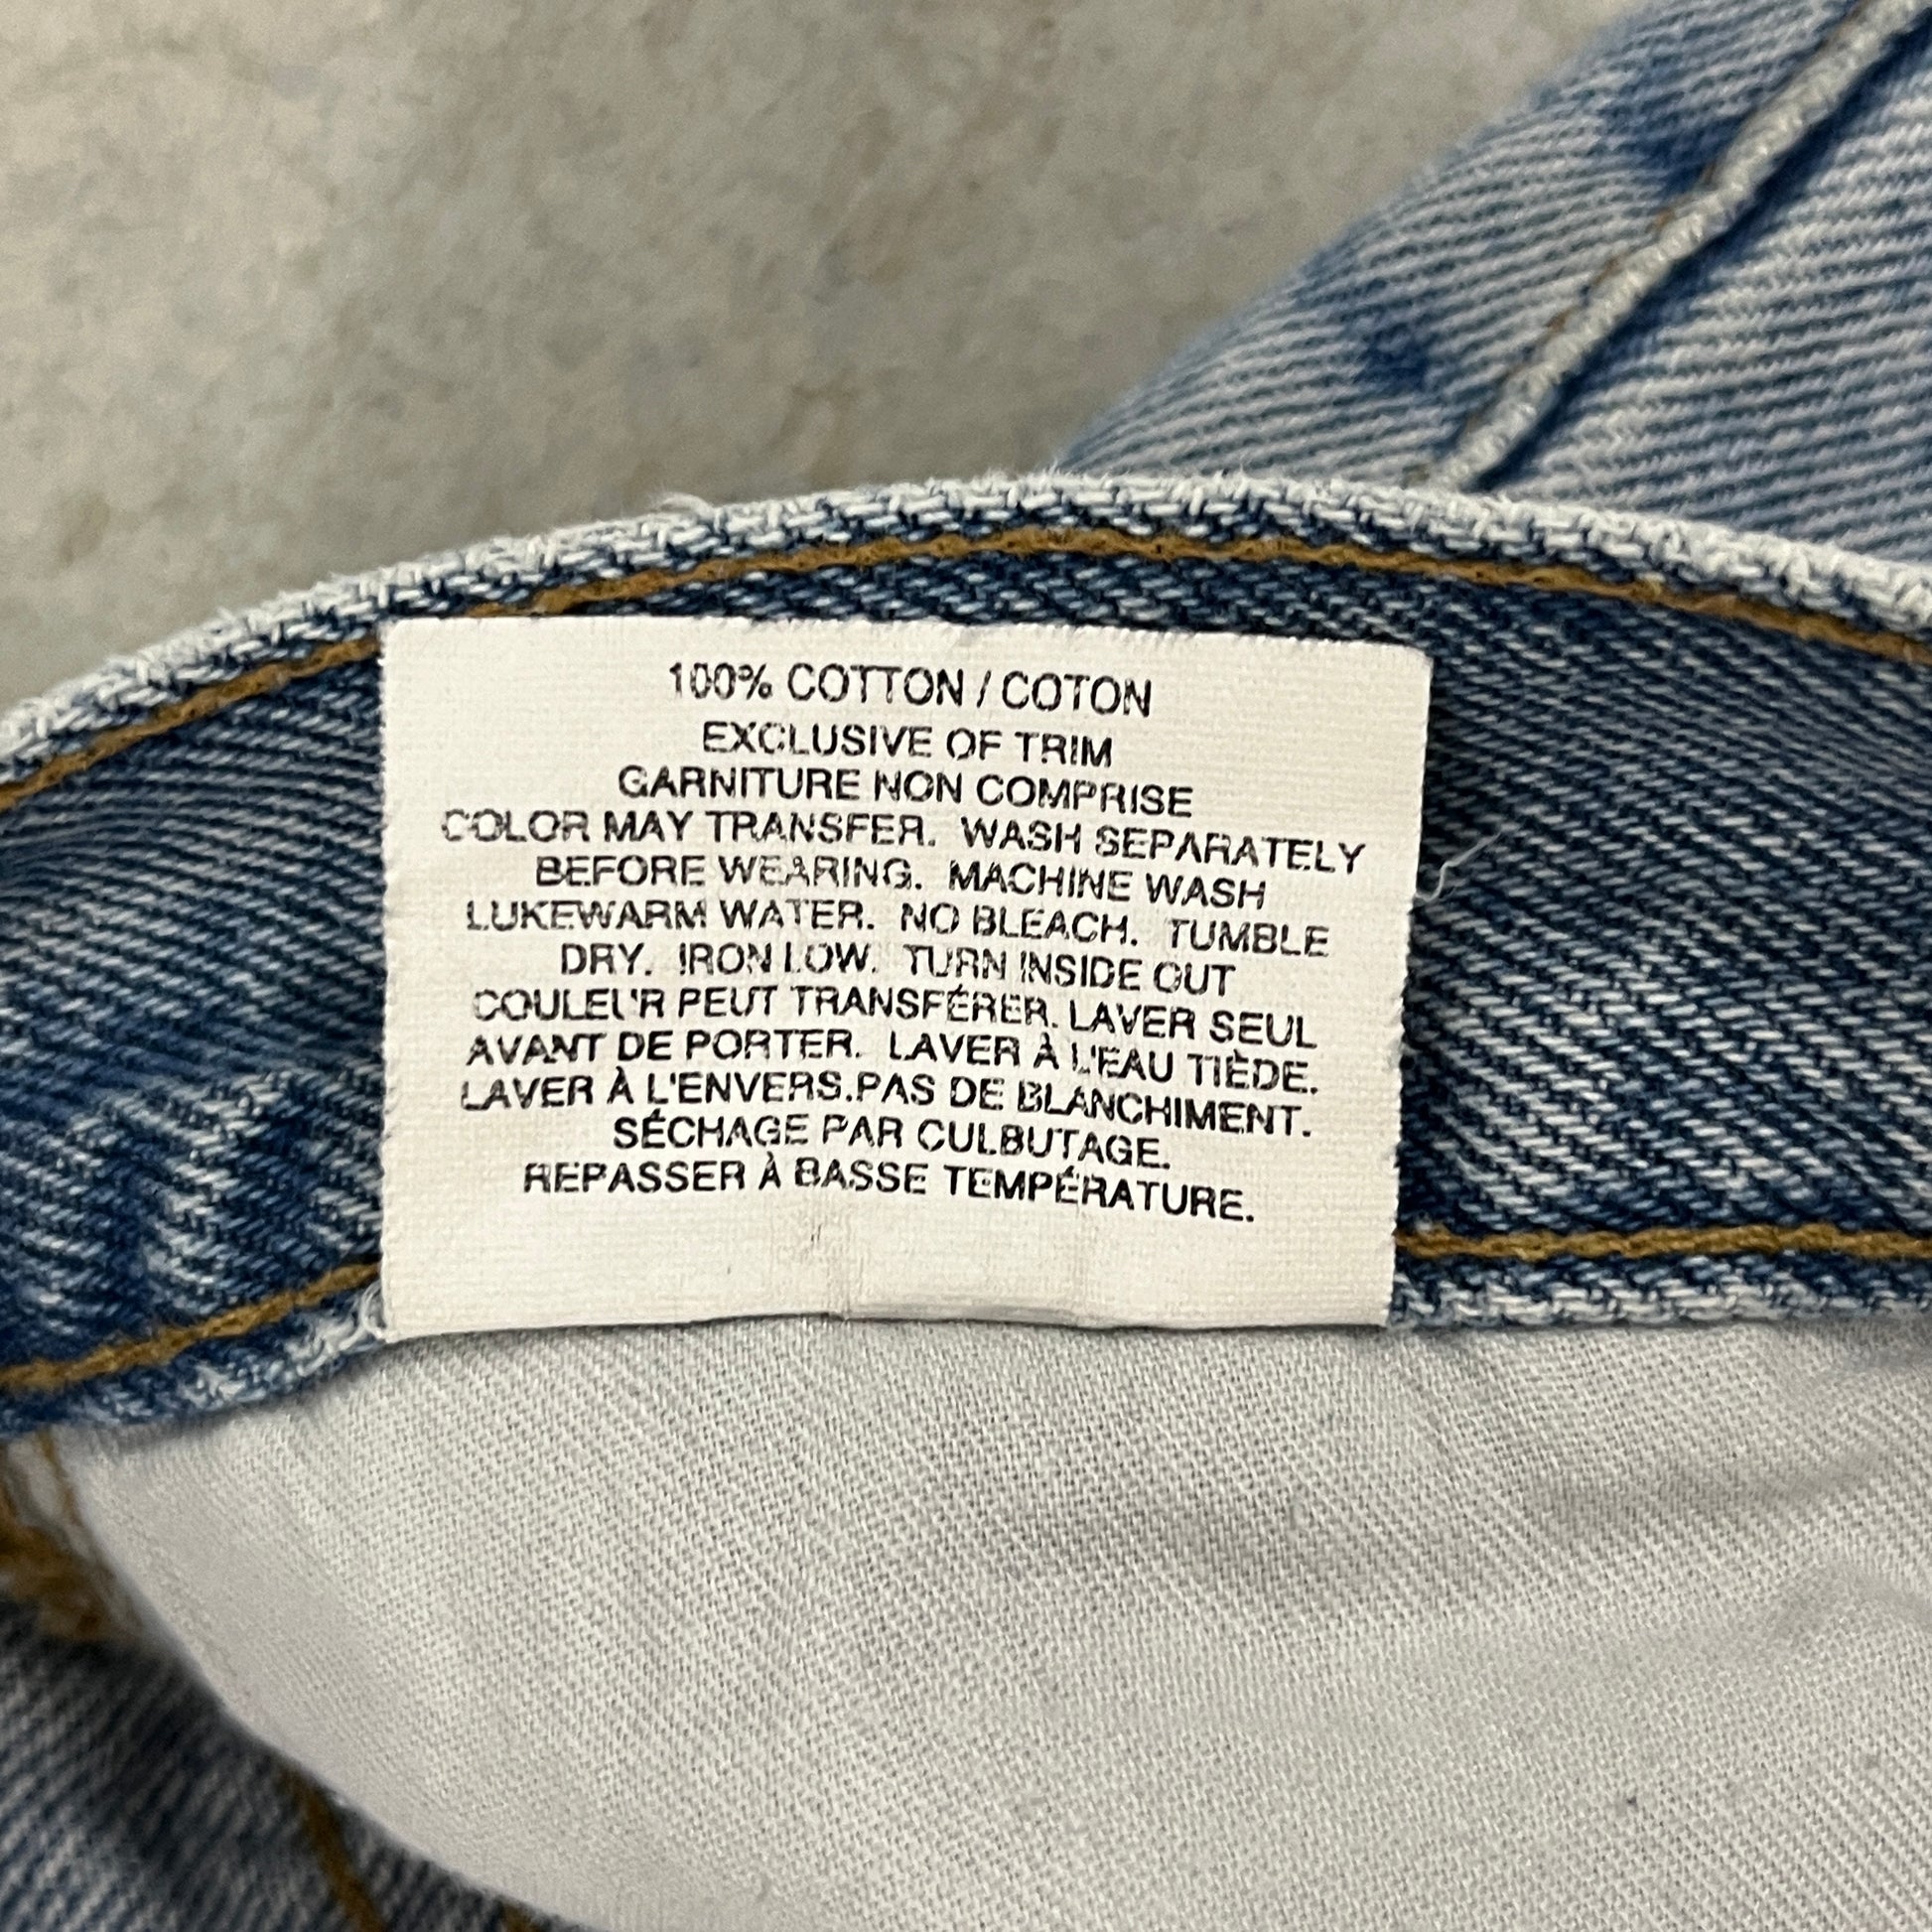 100% COTTON / COTON
EXCLUSIVE OF TRIM
GARNITURE NON COMPRISE
COLOR MAY TRANSFER. WASH SEPARATELY
BEFORE WEARING. MACHINE WASH
LUKEWARM WATER. NO BLEACH. TUMBLE
DRY. IRON LOW. TURN INSIDE OUT
COULEUR PEUT TRANSFÉRER. LAVER SEUL
AVANT DE PORTER. LAVER À L'EAU TIÈDE.
LAVER À L'ENVERS.PAS DE BLANCHIMENT.
SÉCHAGE PAR CULBUTAGE.
REPASSER À BASSE TEMPÉRATURE.